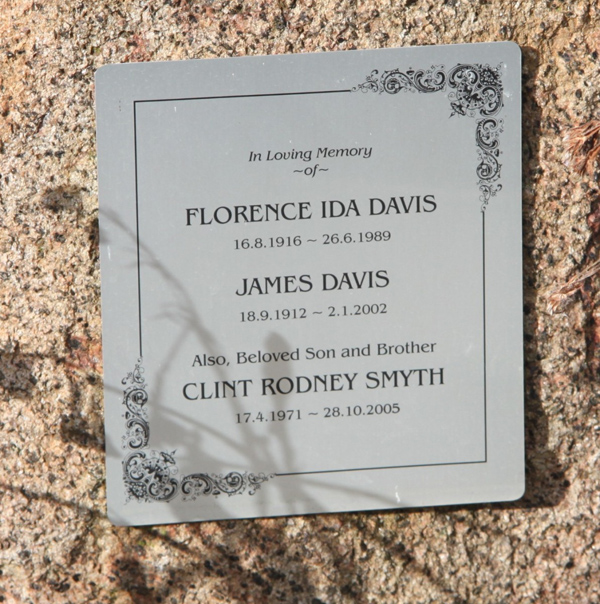 In Loving Memory
~of~
FLORENCE IDA DAVIS
16.8.1916 ~ 26.6.1989
JAMES DAVIS
18.9.1912 ~ 2.1.2002
Also, Beloved Son and Brother
CLINT RODNEY SMYTH
17.4.1971 ~ 28.10.2005